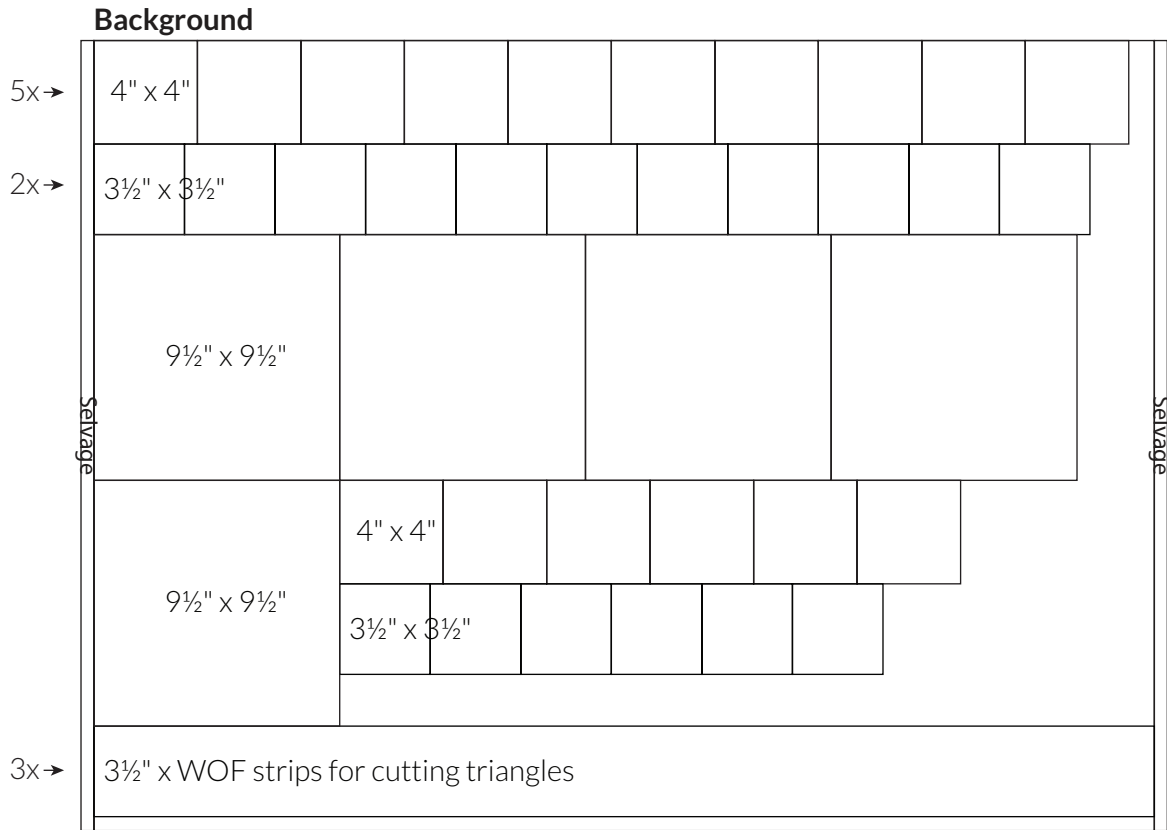 Background
5x
4" x 4"
2x
3½" x 3½"
9½" x 9½"
Selvage
Selvage
4" x 4"
9½" x 9½"
3½" x 3½"
3x
3½" x WOF strips for cutting triangles